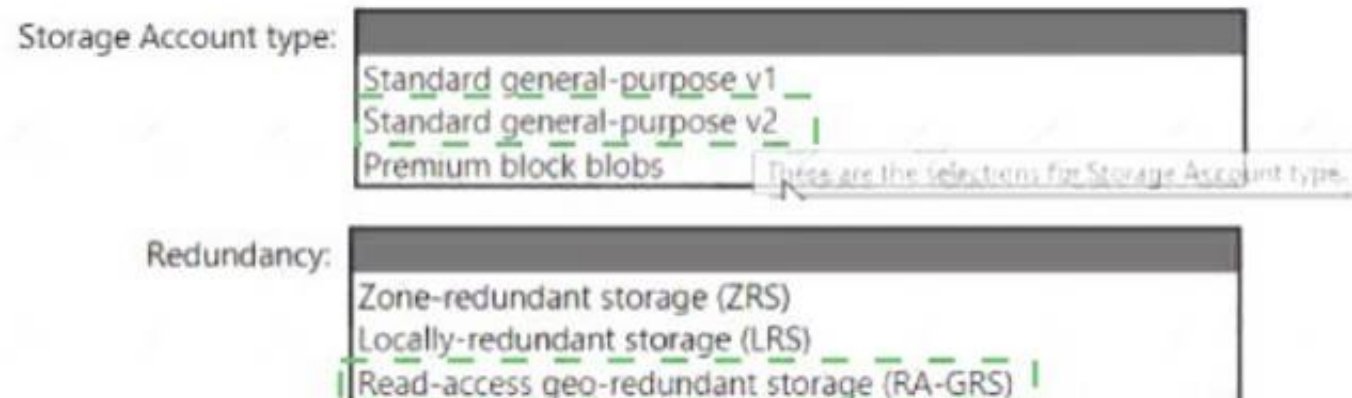 Storage Account type:
Standard general-purpose v1
Standard general-purpose v2
Premium block blobs
These are the selections for Storage Account type.
Redundancy:
Zone-redundant storage (ZRS)
Locally-redundant storage (LRS)
Read-access geo-redundant storage (RA-GRS)